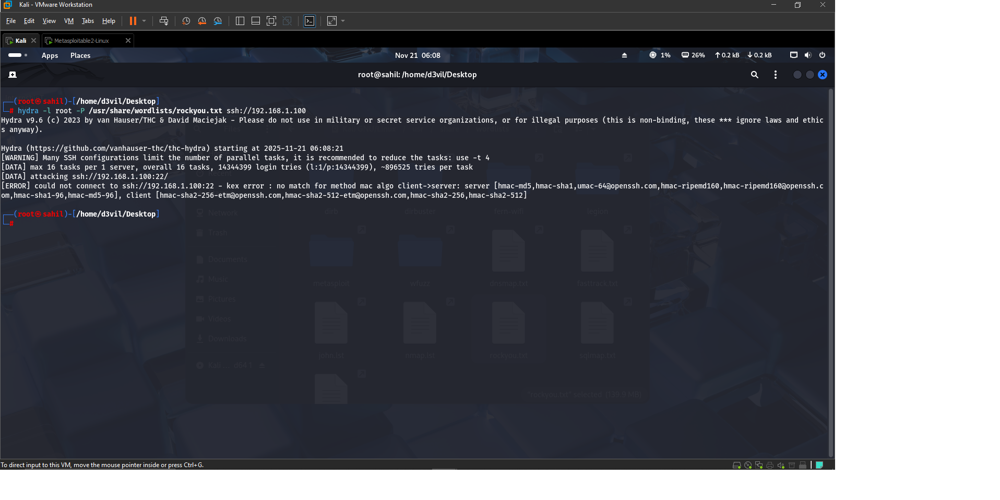 Kali - VMware Workstation
File Edit View VM Tabs Help
Kali Metasploitable2-Linux
Apps Places Nov 21 06:08 1% 26% 0.2 kB 0.2 kB
root@sahil: /home/d3vil/Desktop
┌──(root㉿sahil)-[/home/d3vil/Desktop]
└─# hydra -l root -P /usr/share/wordlists/rockyou.txt ssh://192.168.1.100
Hydra v9.6 (c) 2023 by van Hauser/THC & David Maciejak - Please do not use in military or secret service organizations, or for illegal purposes (this is non-binding, these *** ignore laws and ethic
s anyway).
Hydra (https://github.com/vanhauser-thc/thc-hydra) starting at 2025-11-21 06:08:21
[WARNING] Many SSH configurations limit the number of parallel tasks, it is recommended to reduce the tasks: use -t 4
[DATA] max 16 tasks per 1 server, overall 16 tasks, 14344399 login tries (l:1/p:14344399), ~896525 tries per task
[DATA] attacking ssh://192.168.1.100:22/
[ERROR] could not connect to ssh://192.168.1.100:22 - kex error : no match for method mac algo client->server: server [hmac-md5,hmac-sha1,umac-64@openssh.com,hmac-ripemd160,hmac-ripemd160@openssh.c
om,hmac-sha1-96,hmac-md5-96], client [hmac-sha2-256-etm@openssh.com,hmac-sha2-512-etm@openssh.com,hmac-sha2-256,hmac-sha2-512]
┌──(root㉿sahil)-[/home/d3vil/Desktop]
└─#
dirb dirbuster fern-wifi legion
Network
Trash
Documents
Music
metasploit wfuzz dnsmap.txt fasttrack.txt
Pictures
Videos
Downloads
john.lst nmap.lst rockyou.txt sqlmap.txt
Kali ... d64 1
"rockyou.txt" selected (139.9 MB)
To direct input to this VM, move the mouse pointer inside or press Ctrl+G.